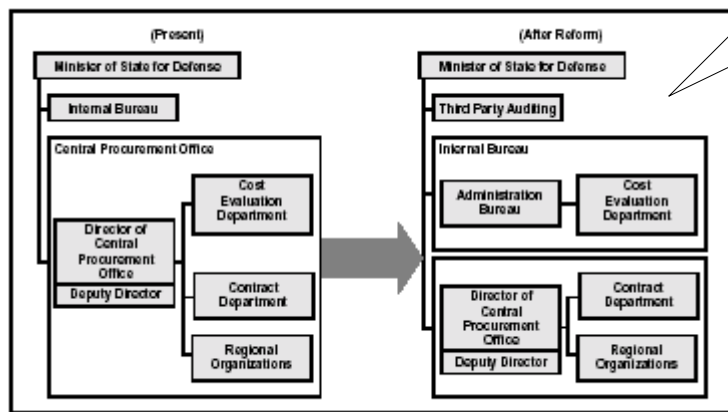 (Present)
Minister of State for Defense
Internal Bureau
Central Procurement Office
Cost
Evaluation
Department
Director of
Central
Procurement
Office
Deputy Director
Contract
Department
Regional
Organizations
(After Reform)
Minister of State for Defense
Third Party Auditing
Internal Bureau
Administration
Bureau
Cost
Evaluation
Department
Director of
Central
Procurement
Office
Deputy Director
Contract
Department
Regional
Organizations